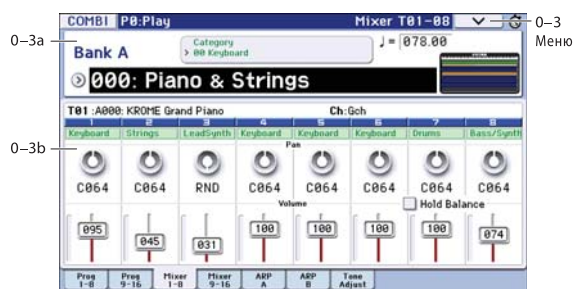 COMBI P0:Play Mixer T01-08
0–3
Меню
0–3a
Bank A
Category
> 00 Keyboard
♩= 078.00
000: Piano & Strings
T01 :A000: KROME Grand Piano Ch:Gch
1 2 3 4 5 6 7 8
Keyboard Strings LeadSynth Keyboard Keyboard Keyboard Drums Bass/Synth
0–3b
Pan
C064 C064 RND C064 C064 C064 C064 C064
Volume
Hold Balance
095 045 031 100 100 100 100 074
Prog 1-8 Prog 9-16 Mixer 1-8 Mixer 9-16 ARP A ARP B Tone Adjust